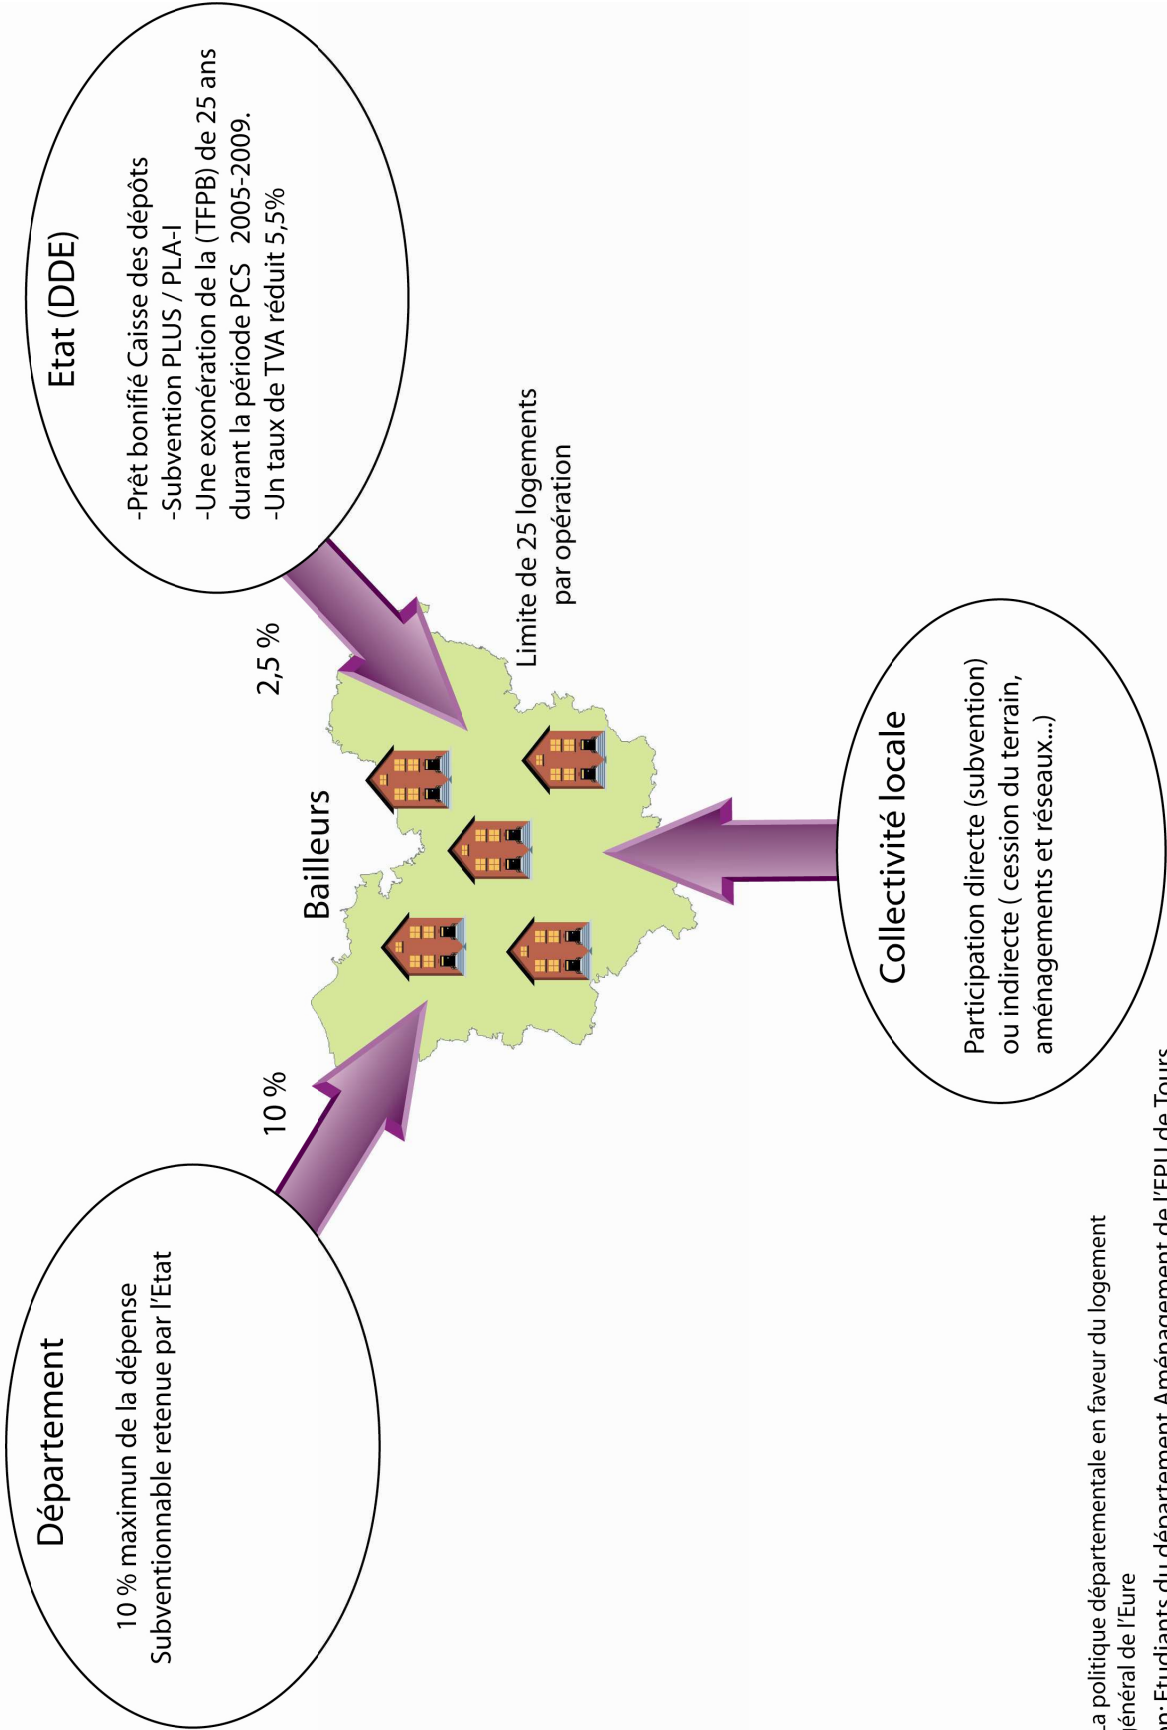 Département
10 % maximun de la dépense
Subventionnable retenue par l'Etat
10 %
Bailleurs
2,5 %
Etat (DDE)
-Prêt bonifié Caisse des dépôts
-Subvention PLUS / PLA-I
-Une exonération de la (TFPB) de 25 ans
durant la période PCS 2005-2009.
-Un taux de TVA réduit 5,5%
Limite de 25 logements
par opération
Collectivité locale
Participation directe (subvention)
ou indirecte ( cession du terrain,
aménagements et réseaux...)
La politique départementale en faveur du logement
général de l'Eure
Etudiants du département Aménagement de l'EPU de Tours